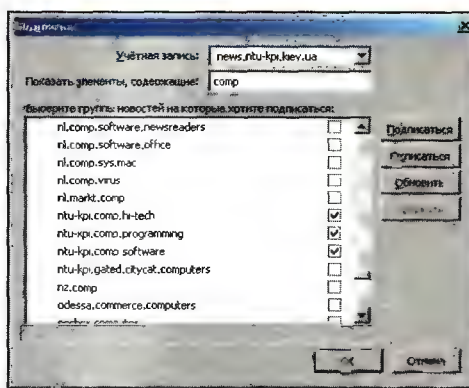 Учётная запись: news.ntu-kpi.kiev.ua
Показать элементы, содержащие: comp
Выберите группы новостей на которые хотите подписаться:
nl.comp.software.newsreaders
nl.comp.software.office
nl.comp.sys.mac
nl.comp.virus
nl.markt.comp
ntu-kpi.comp.hi-tech
ntu-kpi.comp.programming
ntu-kpi.comp.software
ntu-kpi.gated.citycat.computers
nz.comp
odessa.commerce.computers
Подписаться
Отписаться
Обновить
OK
Отмена